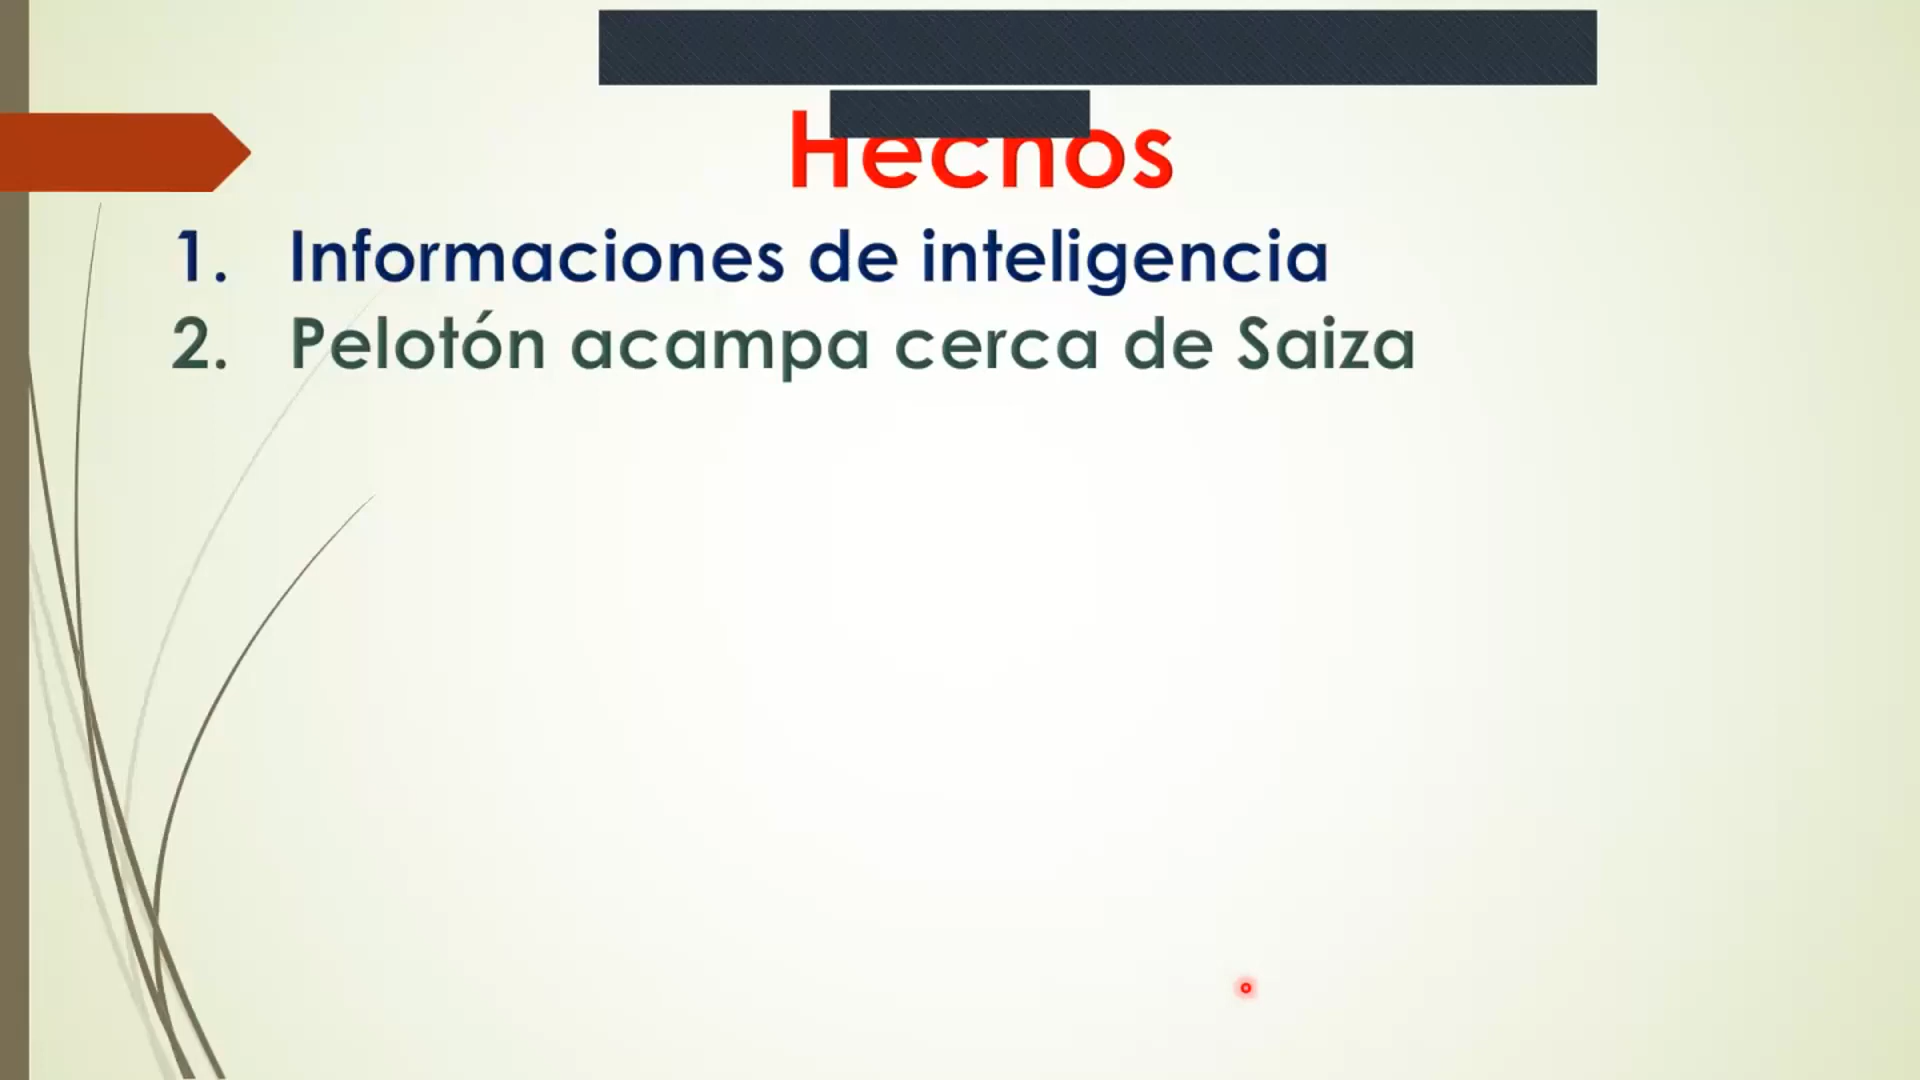 Hechos
1. Informaciones de inteligencia
2. Pelotón acampa cerca de Saiza